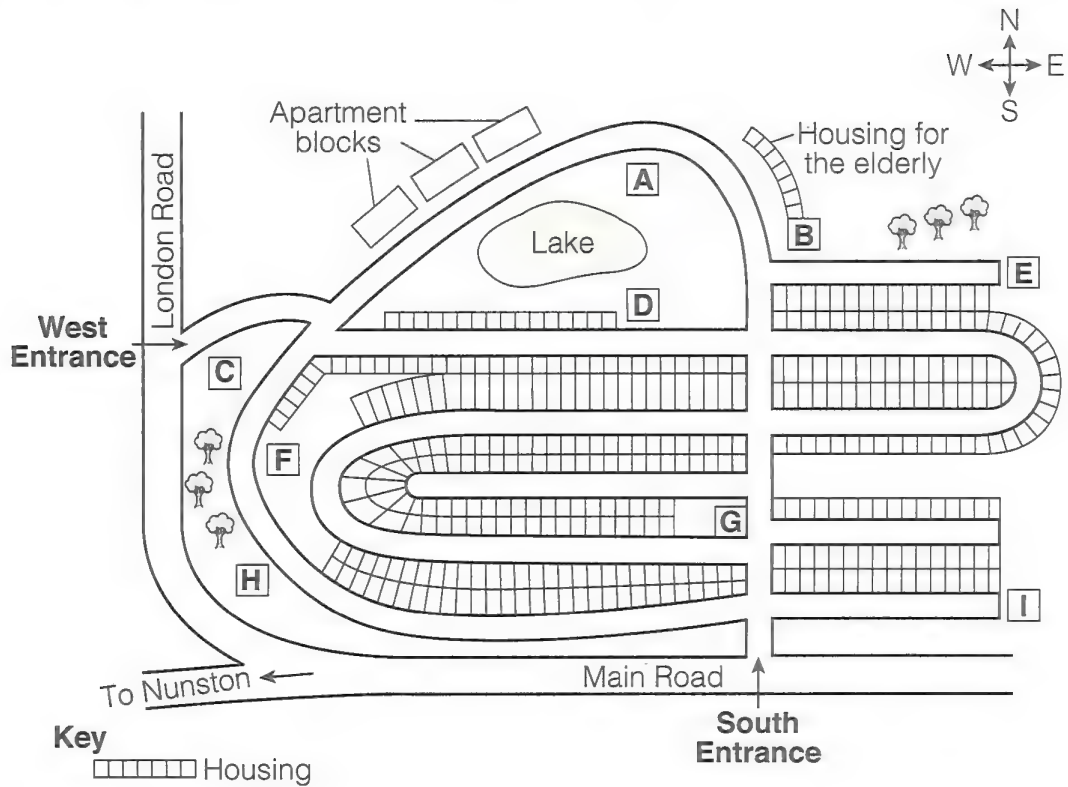 N
W E
S
Apartment
blocks
Housing for
the elderly
London Road
A
B
Lake
E
D
West
Entrance
C
F
G
H
I
Main Road
To Nunston
South
Entrance
Key
Housing